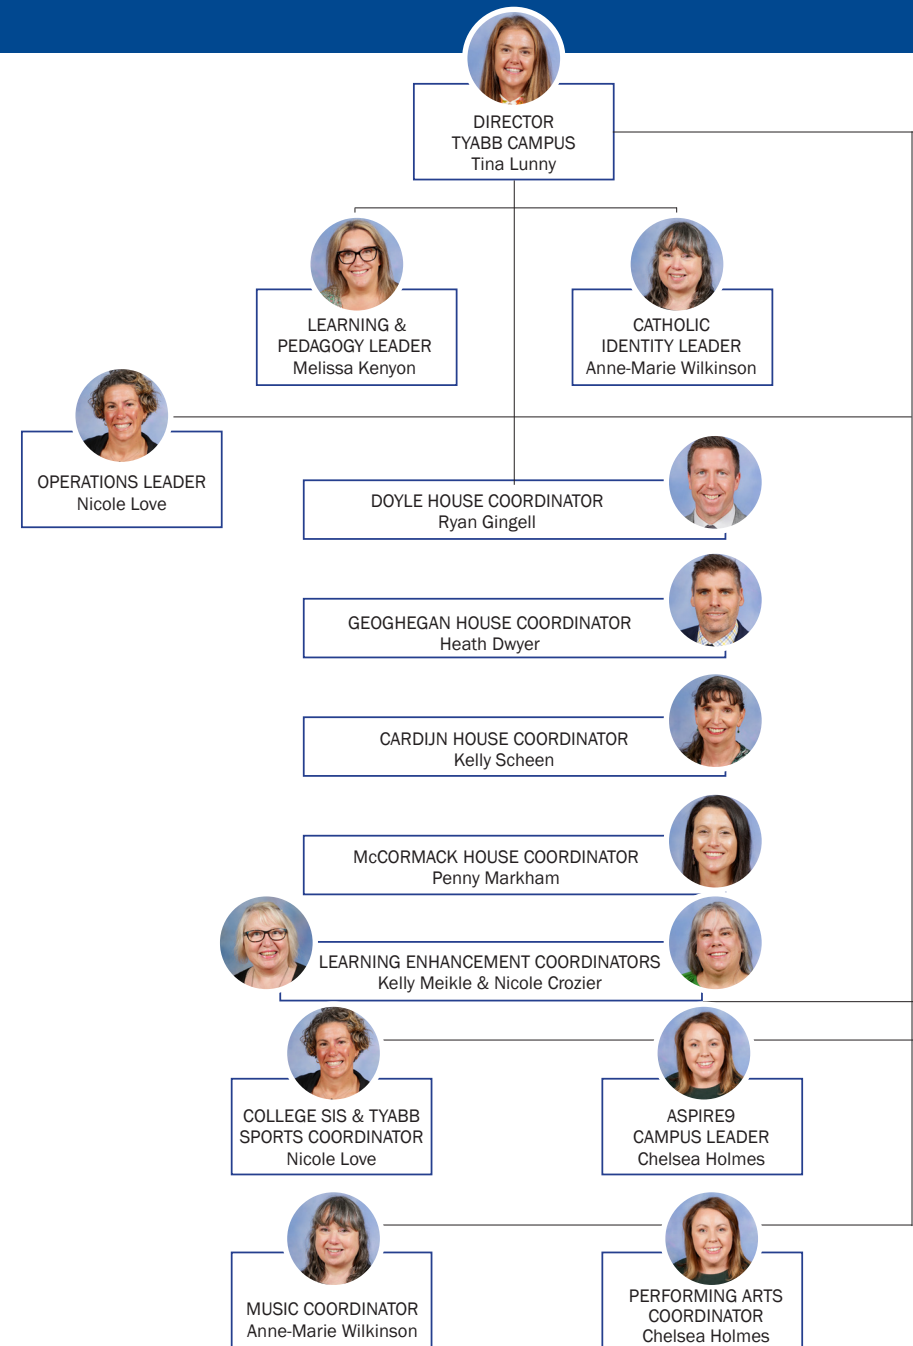 DIRECTOR
TYABB CAMPUS
Tina Lunny
LEARNING &
PEDAGOGY LEADER
Melissa Kenyon
CATHOLIC
IDENTITY LEADER
Anne-Marie Wilkinson
OPERATIONS LEADER
Nicole Love
DOYLE HOUSE COORDINATOR
Ryan Gingell
GEOGHEGAN HOUSE COORDINATOR
Heath Dwyer
CARDIJN HOUSE COORDINATOR
Kelly Scheen
McCORMACK HOUSE COORDINATOR
Penny Markham
LEARNING ENHANCEMENT COORDINATORS
Kelly Meikle & Nicole Crozier
COLLEGE SIS & TYABB
SPORTS COORDINATOR
Nicole Love
ASPIRE9
CAMPUS LEADER
Chelsea Holmes
MUSIC COORDINATOR
Anne-Marie Wilkinson
PERFORMING ARTS
COORDINATOR
Chelsea Holmes